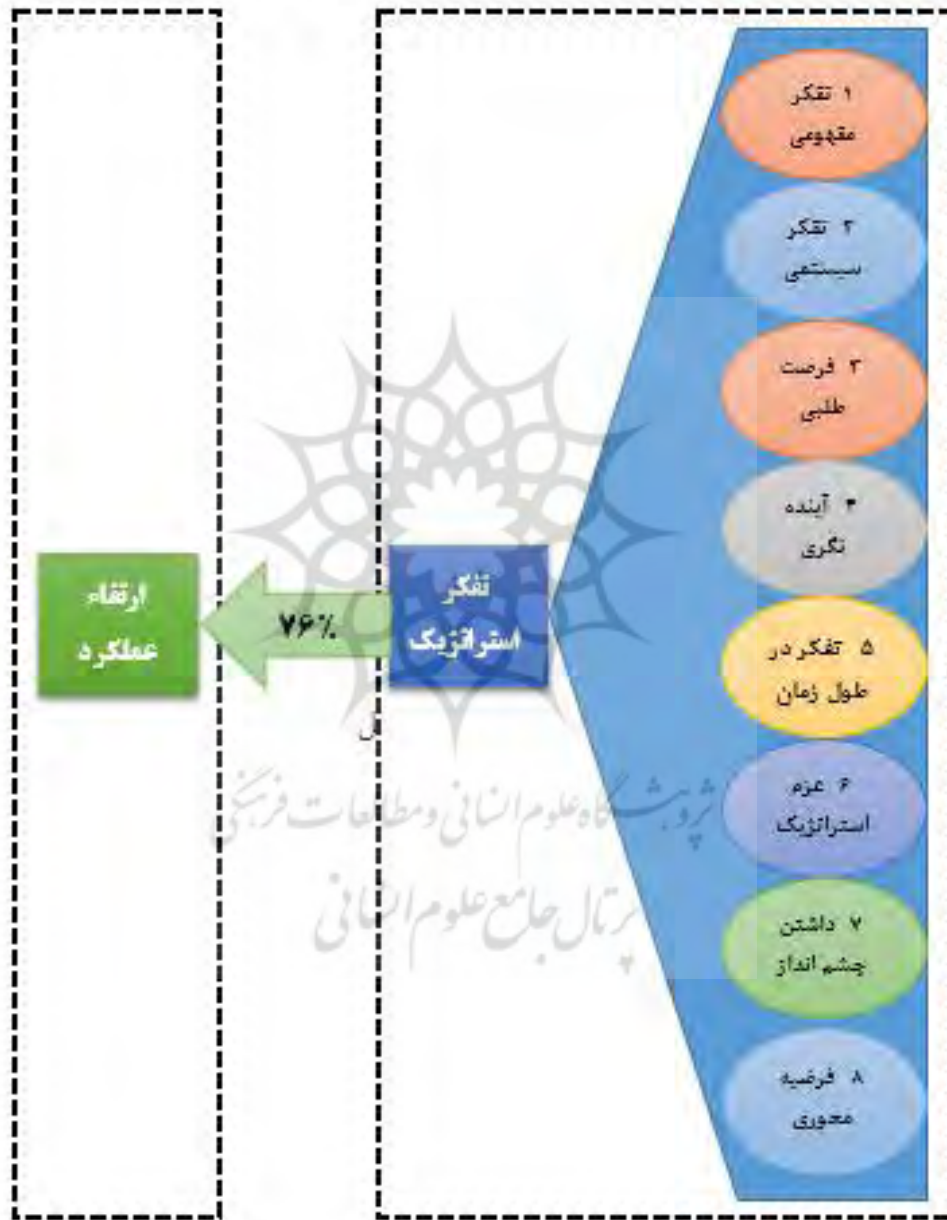 ۱ تفکر
مفهومی
۲ تفکر
سیستمی
۳ فرصت
طلبی
۴ آینده
نگری
۵ تفکر در
طول زمان
۶ عزم
استراتژیک
۷ داشتن
چشم انداز
۸ فرضیه
محوری
تفکر
استراتژیک
۷۶٪
ارتقاء
عملکرد
پژوهشگاه علوم انسانی و مطالعات فرهنگی
پرتال جامع علوم انسانی